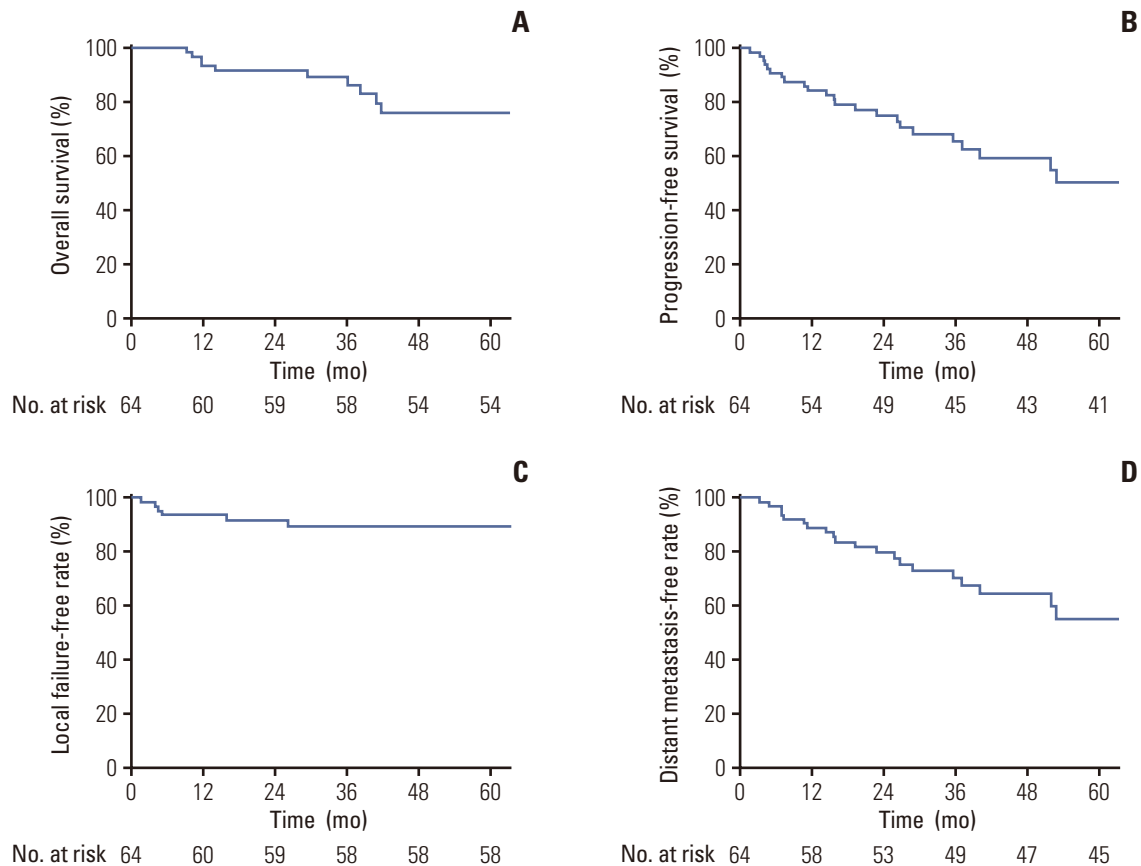 A
Overall survival (%)
100
80
60
40
20
0
0 12 24 36 48 60
Time (mo)
No. at risk 64 60 59 58 54 54
B
Progression-free survival (%)
100
80
60
40
20
0
0 12 24 36 48 60
Time (mo)
No. at risk 64 54 49 45 43 41
C
Local failure-free rate (%)
100
80
60
40
20
0
0 12 24 36 48 60
Time (mo)
No. at risk 64 60 59 58 58 58
D
Distant metastasis-free rate (%)
100
80
60
40
20
0
0 12 24 36 48 60
Time (mo)
No. at risk 64 58 53 49 47 45